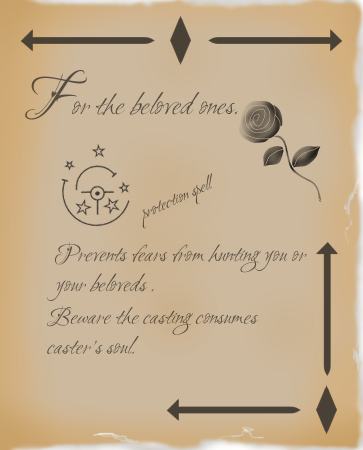 For the beloved ones.
protection spell
Prevents fears from hunting you or
your beloveds .
Beware the casting consumes
caster's soul.